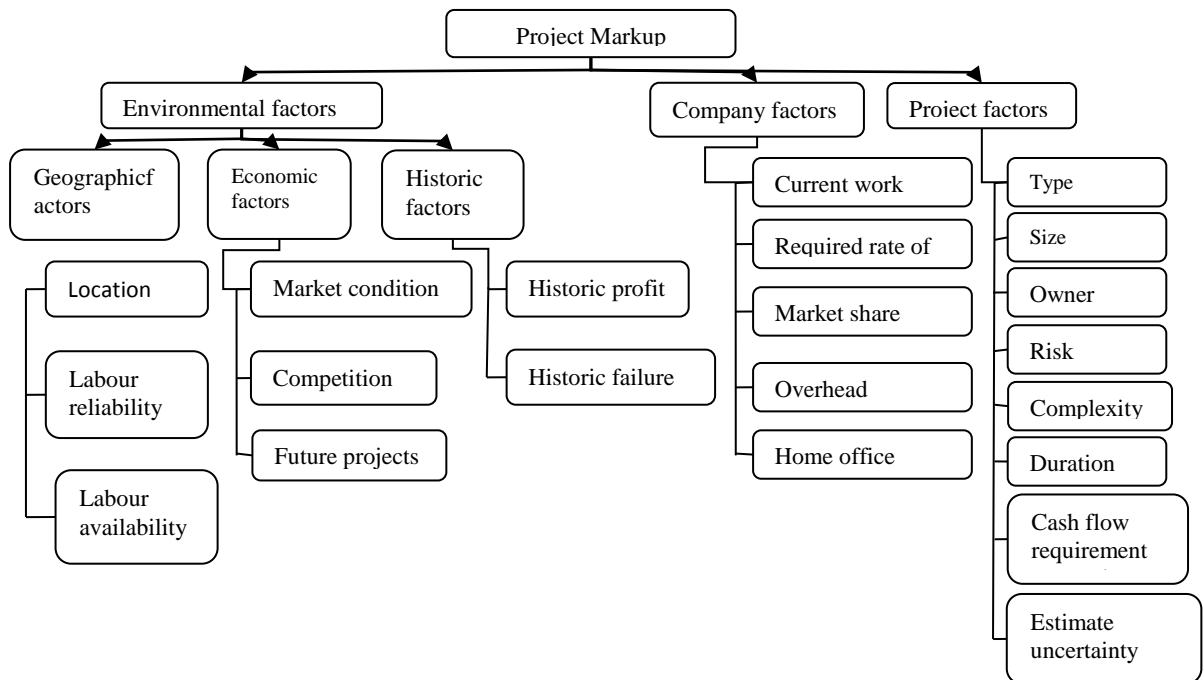 Project Markup
Environmental factors
Company factors
Project factors
Geographicf
actors
Economic
factors
Historic
factors
Location
Labour
reliability
Labour
availability
Market condition
Competition
Future projects
Historic profit
Historic failure
Current work
Required rate of
Market share
Overhead
Home office
Type
Size
Owner
Risk
Complexity
Duration
Cash flow
requirement
Estimate
uncertainty